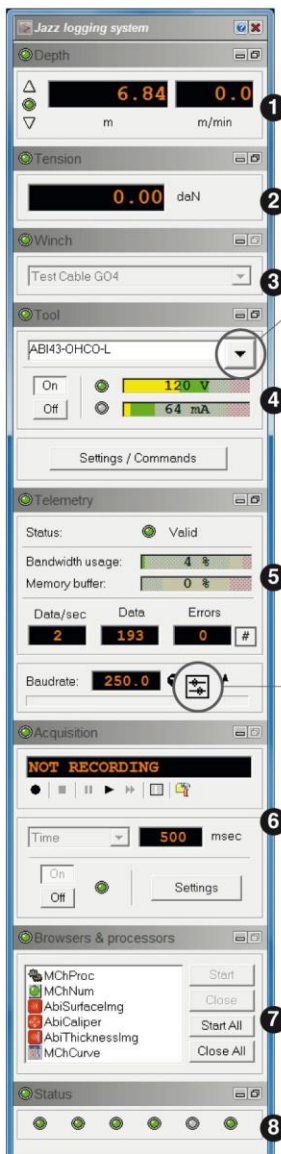 Jazz logging system
Depth
6.84 0.0
m m/min
1
Tension
0.00 daN
2
Winch
Test Cable GO4
3
Tool
ABI43-OHCO-L
On 120 V
Off 64 mA
4
Settings / Commands
Telemetry
Status: Valid
Bandwidth usage: 4 %
Memory buffer: 0 %
5
Data/sec Data Errors
2 193 0 #
Baudrate: 250.0
Acquisition
NOT RECORDING
Time 500 msec
6
On
Off Settings
Browsers & processors
MChProc
MChNum
AbiSurfaceImg
AbiCaliper
AbiThicknessImg
MChCurve
Start
Close
Start All
Close All
7
Status
8